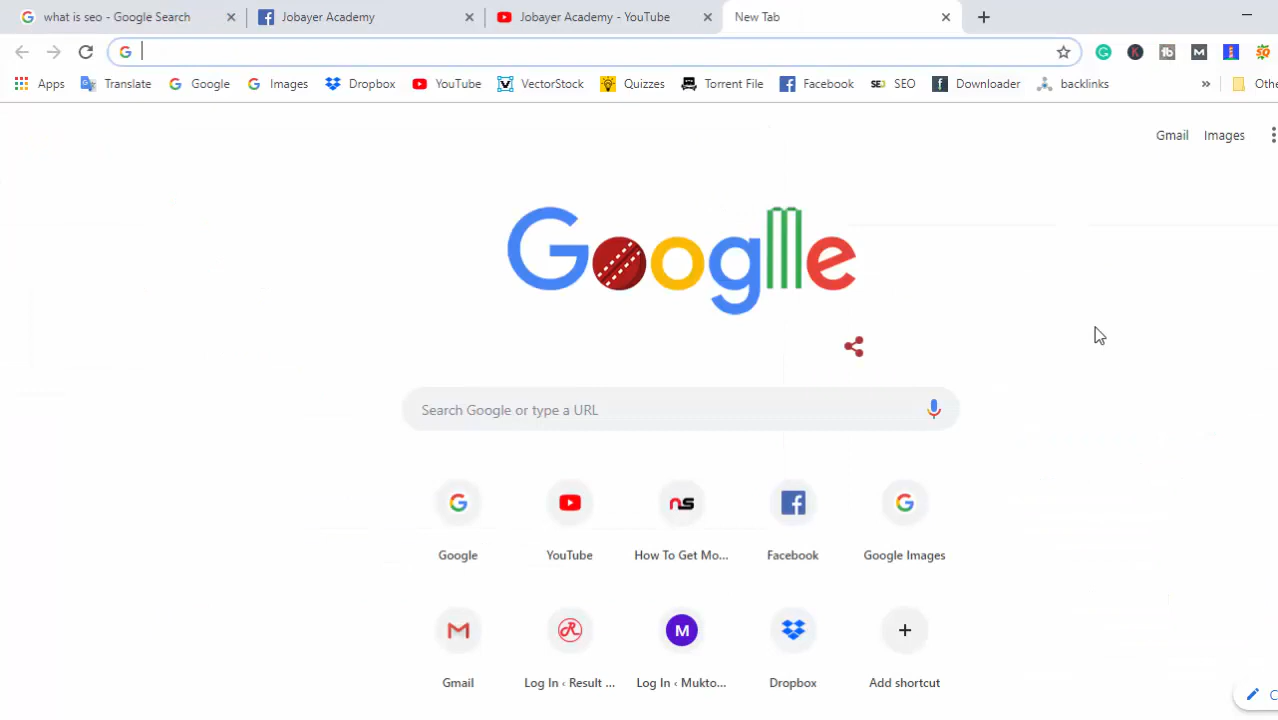 what is seo - Google Search
Jobayer Academy
Jobayer Academy - YouTube
New Tab
Apps
Translate
Google
Images
Dropbox
YouTube
VectorStock
Quizzes
Torrent File
Facebook
SEO
Downloader
backlinks
»
Othe
Gmail
Images
Google
Search Google or type a URL
Google
YouTube
How To Get Mo...
Facebook
Google Images
Gmail
Log In ‹ Result ...
M
Log In ‹ Mukto...
Dropbox
Add shortcut
C